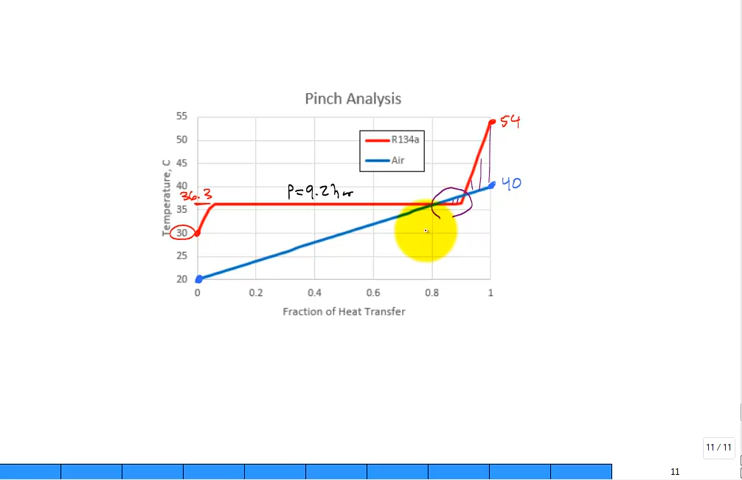 Pinch Analysis
55
50
45
40
35
30
25
20
Temperature, C
R134a
Air
54
40
36.3
P=9.2 bar
0
0.2
0.4
0.6
0.8
1
Fraction of Heat Transfer
11 / 11
11